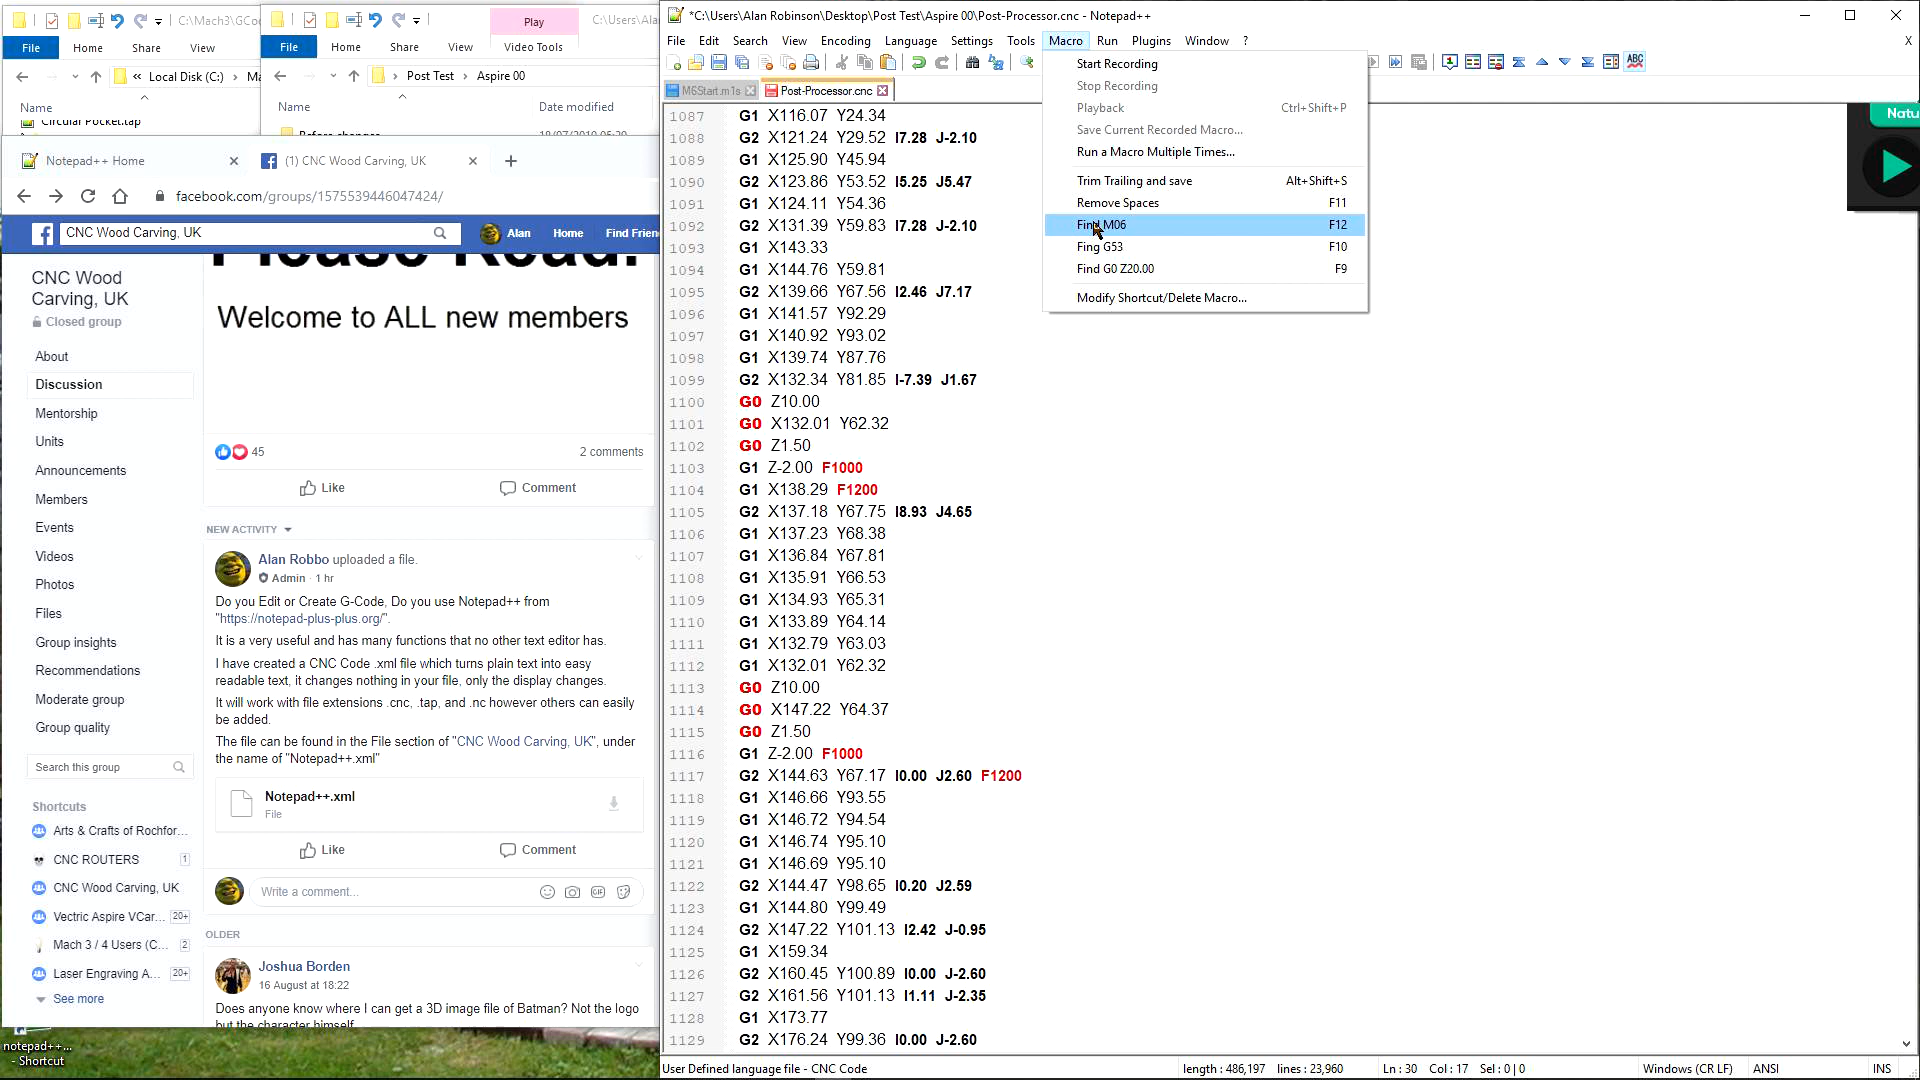 C:\Mach3\GCo
File
Home
Share
View
Local Disk (C:)
Name
Circular Pocket.tap
Play
File
Home
Share
View
Video Tools
Post Test
Aspire 00
Name
Date modified
Before changes
Notepad++ Home
(1) CNC Wood Carving, UK
facebook.com/groups/1575539446047424/
CNC Wood Carving, UK
Alan
Home
Find Frien
CNC Wood
Carving, UK
Closed group
About
Discussion
Mentorship
Units
Announcements
Members
Events
Videos
Photos
Files
Group insights
Recommendations
Moderate group
Group quality
Search this group
Shortcuts
Arts & Crafts of Rochfor...
CNC ROUTERS 1
CNC Wood Carving, UK
Vectric Aspire VCar... 20+
Mach 3 / 4 Users (C... 2
Laser Engraving A... 20+
See more
Please Read!
Welcome to ALL new members
45
2 comments
Like
Comment
NEW ACTIVITY
Alan Robbo uploaded a file.
Admin · 1 hr
Do you Edit or Create G-Code, Do you use Notepad++ from
"https://notepad-plus-plus.org/".
It is a very useful and has many functions that no other text editor has.
I have created a CNC Code .xml file which turns plain text into easy
readable text, it changes nothing in your file, only the display changes.
It will work with file extensions .cnc, .tap, and .nc however others can easily
be added.
The file can be found in the File section of "CNC Wood Carving, UK", under
the name of "Notepad++.xml"
Notepad++.xml
File
Like
Comment
Write a comment...
GIF
OLDER
Joshua Borden
16 August at 18:22
Does anyone know where I can get a 3D image file of Batman? Not the logo
but the character himself
notepad++...
- Shortcut
*C:\Users\Alan Robinson\Desktop\Post Test\Aspire 00\Post-Processor.cnc - Notepad++
File Edit Search View Encoding Language Settings Tools Macro Run Plugins Window ?
X
ABC
M6Start.m1s
Post-Processor.cnc
Start Recording
Stop Recording
Playback Ctrl+Shift+P
Save Current Recorded Macro...
Run a Macro Multiple Times...
Trim Trailing and save Alt+Shift+S
Remove Spaces F11
Find M06 F12
Fing G53 F10
Find G0 Z20.00 F9
Modify Shortcut/Delete Macro...
Natu
1087 G1 X116.07 Y24.34
1088 G2 X121.24 Y29.52 I7.28 J-2.10
1089 G1 X125.90 Y45.94
1090 G2 X123.86 Y53.52 I5.25 J5.47
1091 G1 X124.11 Y54.36
1092 G2 X131.39 Y59.83 I7.28 J-2.10
1093 G1 X143.33
1094 G1 X144.76 Y59.81
1095 G2 X139.66 Y67.56 I2.46 J7.17
1096 G1 X141.57 Y92.29
1097 G1 X140.92 Y93.02
1098 G1 X139.74 Y87.76
1099 G2 X132.34 Y81.85 I-7.39 J1.67
1100 G0 Z10.00
1101 G0 X132.01 Y62.32
1102 G0 Z1.50
1103 G1 Z-2.00 F1000
1104 G1 X138.29 F1200
1105 G2 X137.18 Y67.75 I8.93 J4.65
1106 G1 X137.23 Y68.38
1107 G1 X136.84 Y67.81
1108 G1 X135.91 Y66.53
1109 G1 X134.93 Y65.31
1110 G1 X133.89 Y64.14
1111 G1 X132.79 Y63.03
1112 G1 X132.01 Y62.32
1113 G0 Z10.00
1114 G0 X147.22 Y64.37
1115 G0 Z1.50
1116 G1 Z-2.00 F1000
1117 G2 X144.63 Y67.17 I0.00 J2.60 F1200
1118 G1 X146.66 Y93.55
1119 G1 X146.72 Y94.54
1120 G1 X146.74 Y95.10
1121 G1 X146.69 Y95.10
1122 G2 X144.47 Y98.65 I0.20 J2.59
1123 G1 X144.80 Y99.49
1124 G2 X147.22 Y101.13 I2.42 J-0.95
1125 G1 X159.34
1126 G2 X160.45 Y100.89 I0.00 J-2.60
1127 G2 X161.56 Y101.13 I1.11 J-2.35
1128 G1 X173.77
1129 G2 X176.24 Y99.36 I0.00 J-2.60
User Defined language file - CNC Code
length : 486,197 lines : 23,960
Ln : 30 Col : 17 Sel : 0 | 0
Windows (CR LF)
ANSI
INS